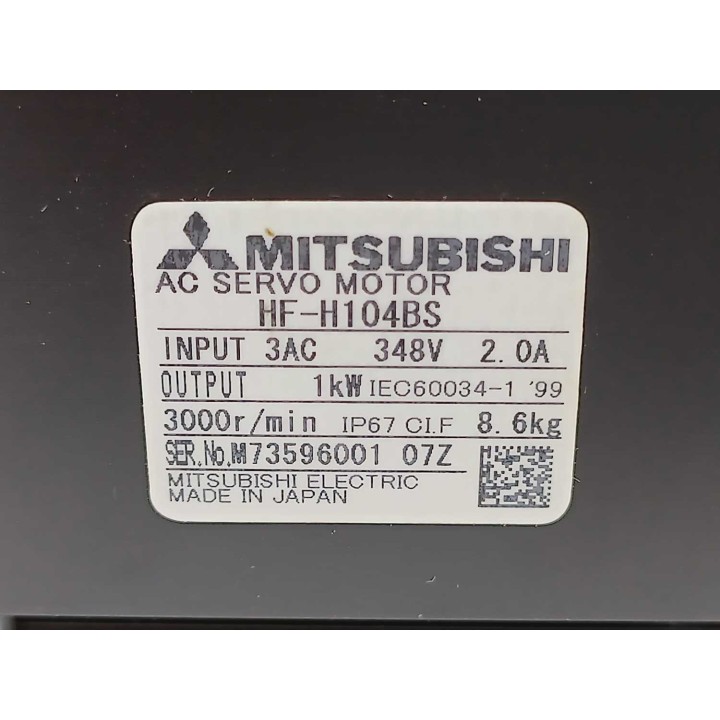 MITSUBISHI
AC SERVO MOTOR
HF-H104BS
INPUT 3AC 348V 2.0A
OUTPUT 1kW IEC60034-1 '99
3000r/min IP67 CI.F 8.6kg
SER.No.M73596001 07Z
MITSUBISHI ELECTRIC
MADE IN JAPAN